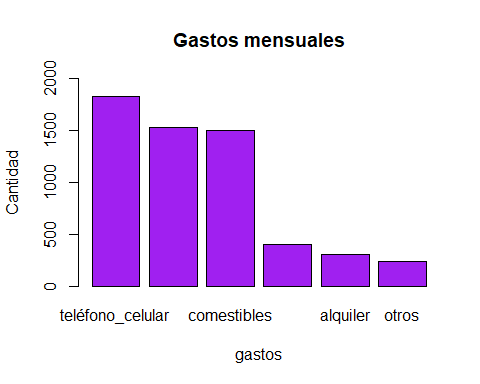 Gastos mensuales
Cantidad
2000
1500
1000
500
0
teléfono_celular comestibles alquiler otros
gastos